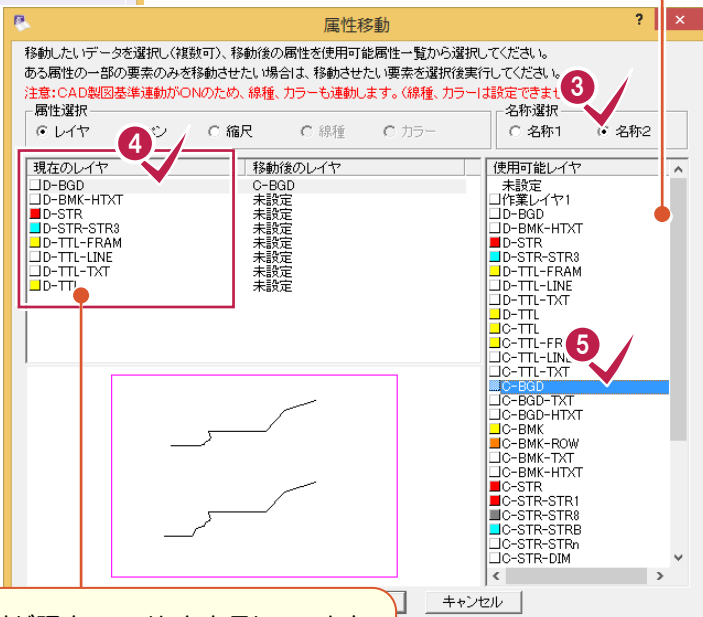 属性移動
?
×
移動したいデータを選択し(複数可)、移動後の属性を使用可能属性一覧から選択してください。
ある属性の一部の要素のみを移動させたい場合は、移動させたい要素を選択後実行してください。
注意:CAD製図基準連動がONのため、線種、カラーも連動します。(線種、カラーは設定できませ
属性選択
レイヤ
ン
縮尺
線種
カラー
名称選択
名称1
名称2
3
4
現在のレイヤ
移動後のレイヤ
D-BGD
C-BGD
D-BMK-HTXT
未設定
D-STR
未設定
D-STR-STR3
未設定
D-TTL-FRAM
未設定
D-TTL-LINE
未設定
D-TTL-TXT
未設定
D-TTL
未設定
使用可能レイヤ
未設定
作業レイヤ1
D-BGD
D-BMK-HTXT
D-STR
D-STR-STR3
D-TTL-FRAM
D-TTL-LINE
D-TTL-TXT
D-TTL
C-TTL
C-TTL-FR
5
C-TTL-LINE
C-TTL-TXT
C-BGD
C-BGD-TXT
C-BGD-HTXT
C-BMK
C-BMK-ROW
C-BMK-TXT
C-BMK-HTXT
C-STR
C-STR-STR1
C-STR-STR8
C-STR-STRB
C-STR-STRn
C-STR-DIM
キャンセル